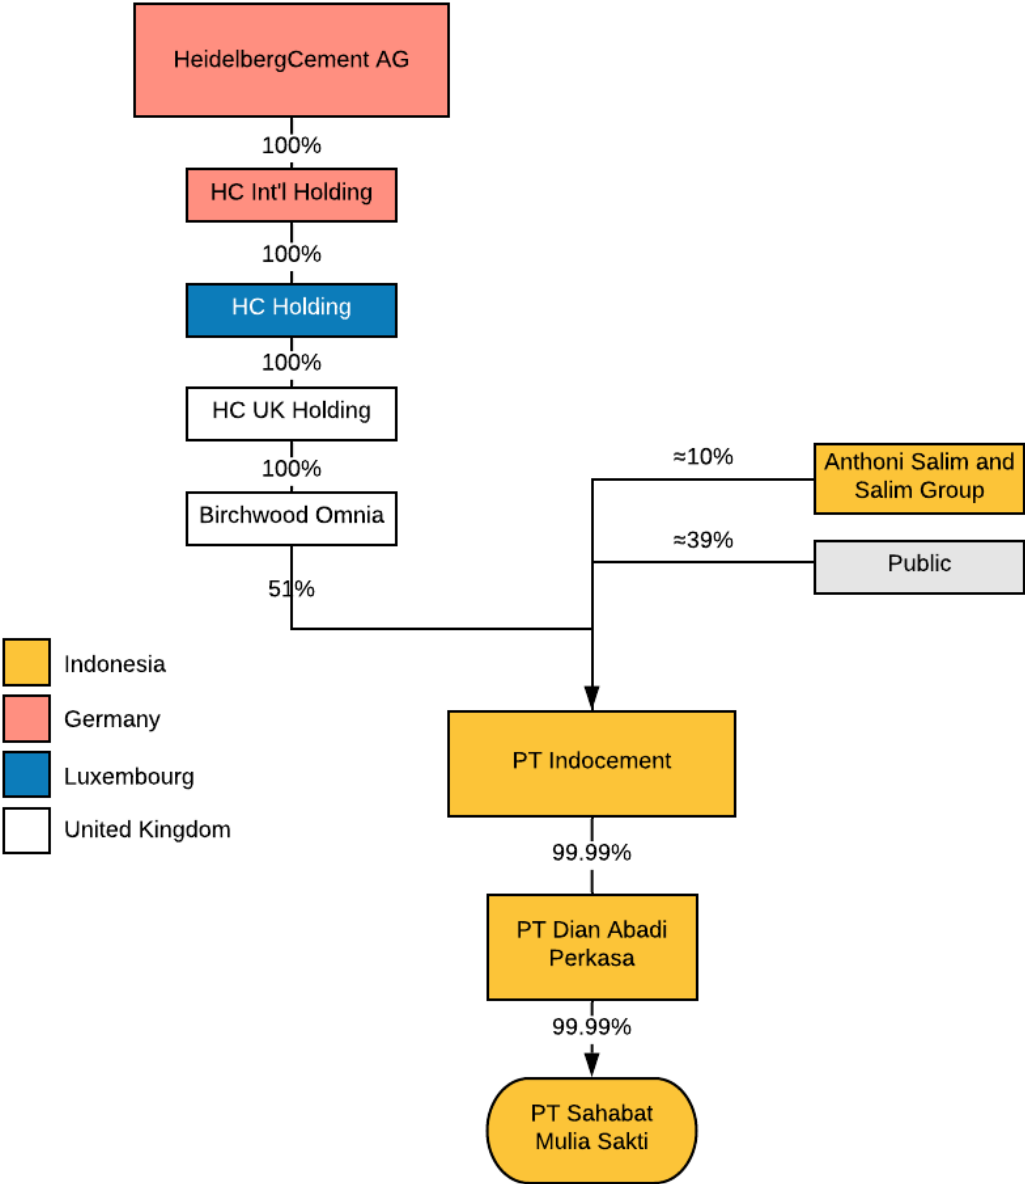 HeidelbergCement AG
100%
HC Int'l Holding
100%
HC Holding
100%
HC UK Holding
100%
Birchwood Omnia
51%
≈10%
Anthoni Salim and
Salim Group
≈39%
Public
Indonesia
Germany
Luxembourg
United Kingdom
PT Indocement
99.99%
PT Dian Abadi
Perkasa
99.99%
PT Sahabat
Mulia Sakti